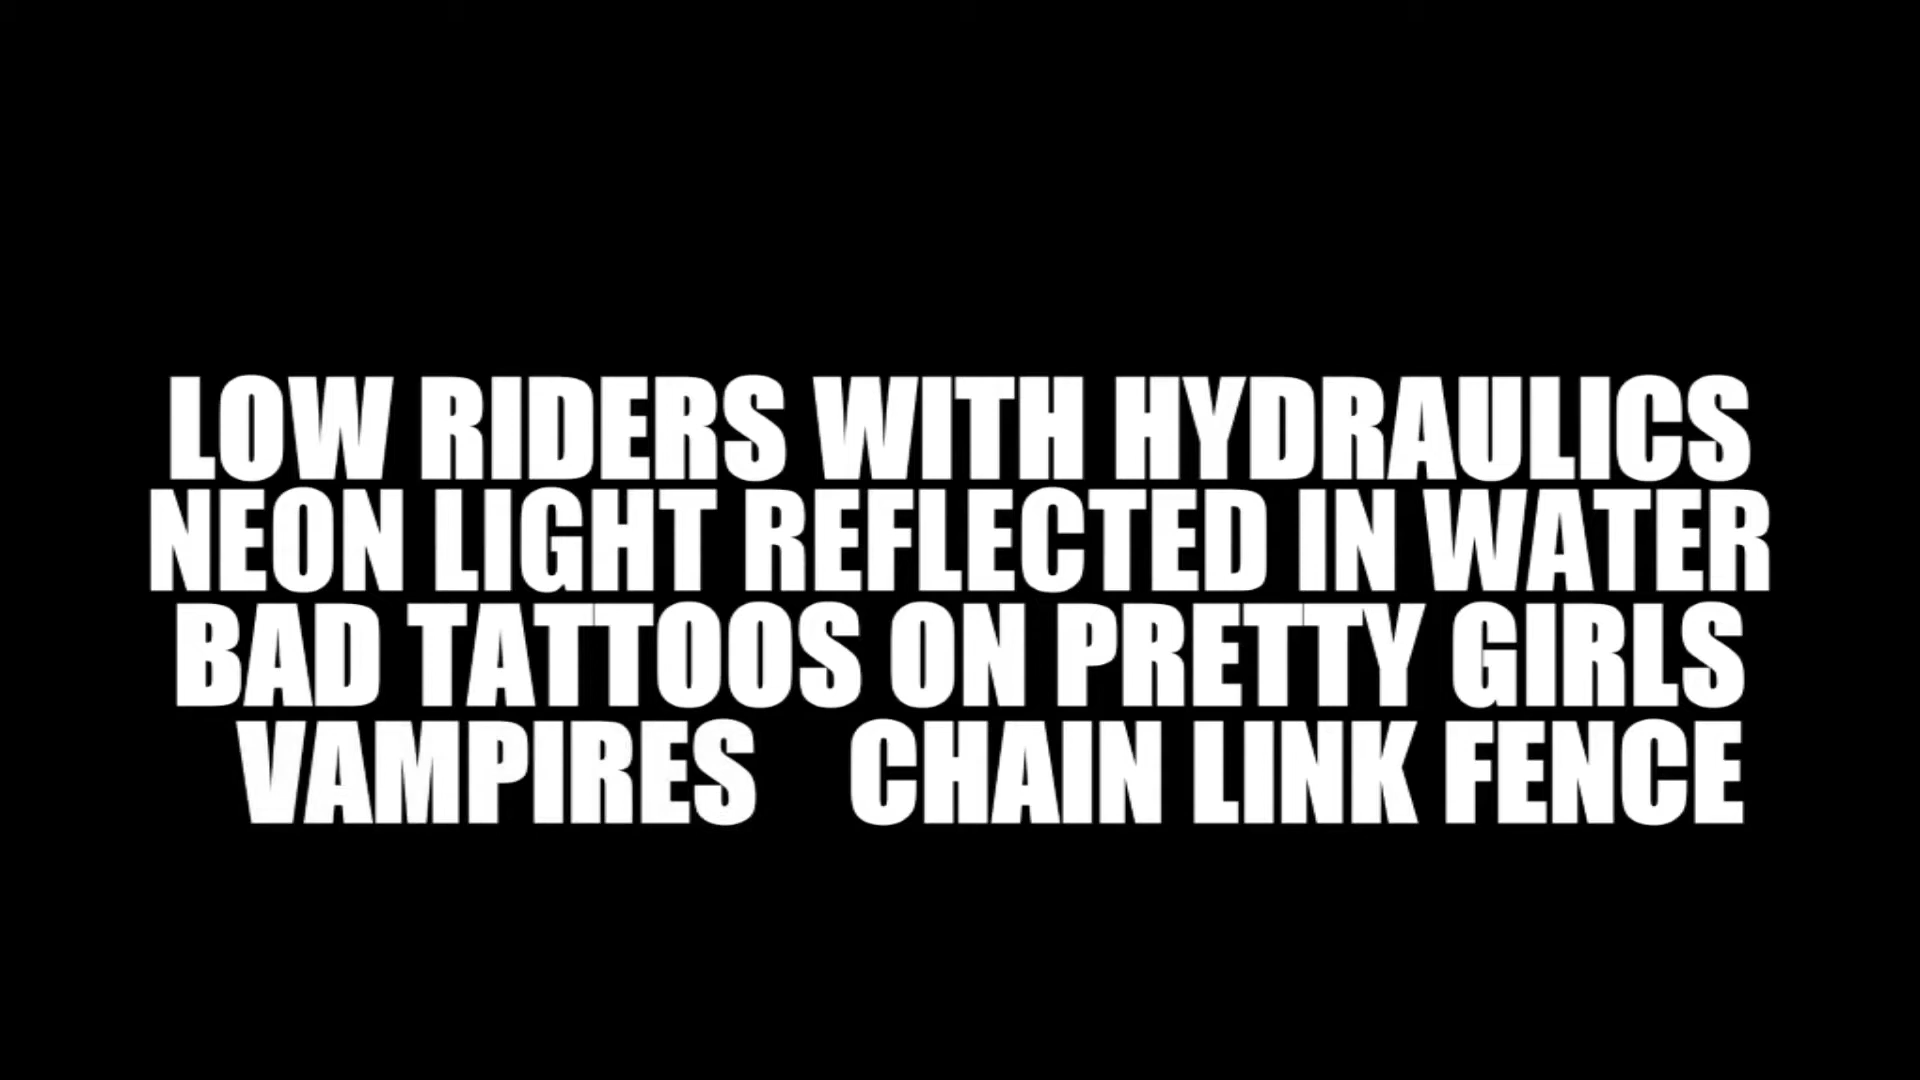 LOW RIDERS WITH HYDRAULICS
NEON LIGHT REFLECTED IN WATER
BAD TATTOOS ON PRETTY GIRLS
VAMPIRES CHAIN LINK FENCE